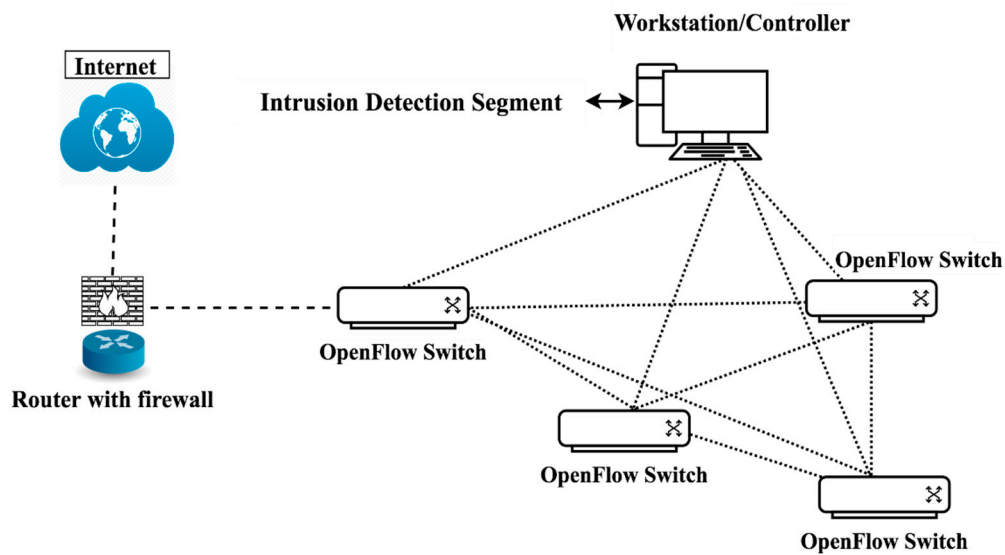 Workstation/Controller
Internet
Intrusion Detection Segment
OpenFlow Switch
OpenFlow Switch
Router with firewall
OpenFlow Switch
OpenFlow Switch